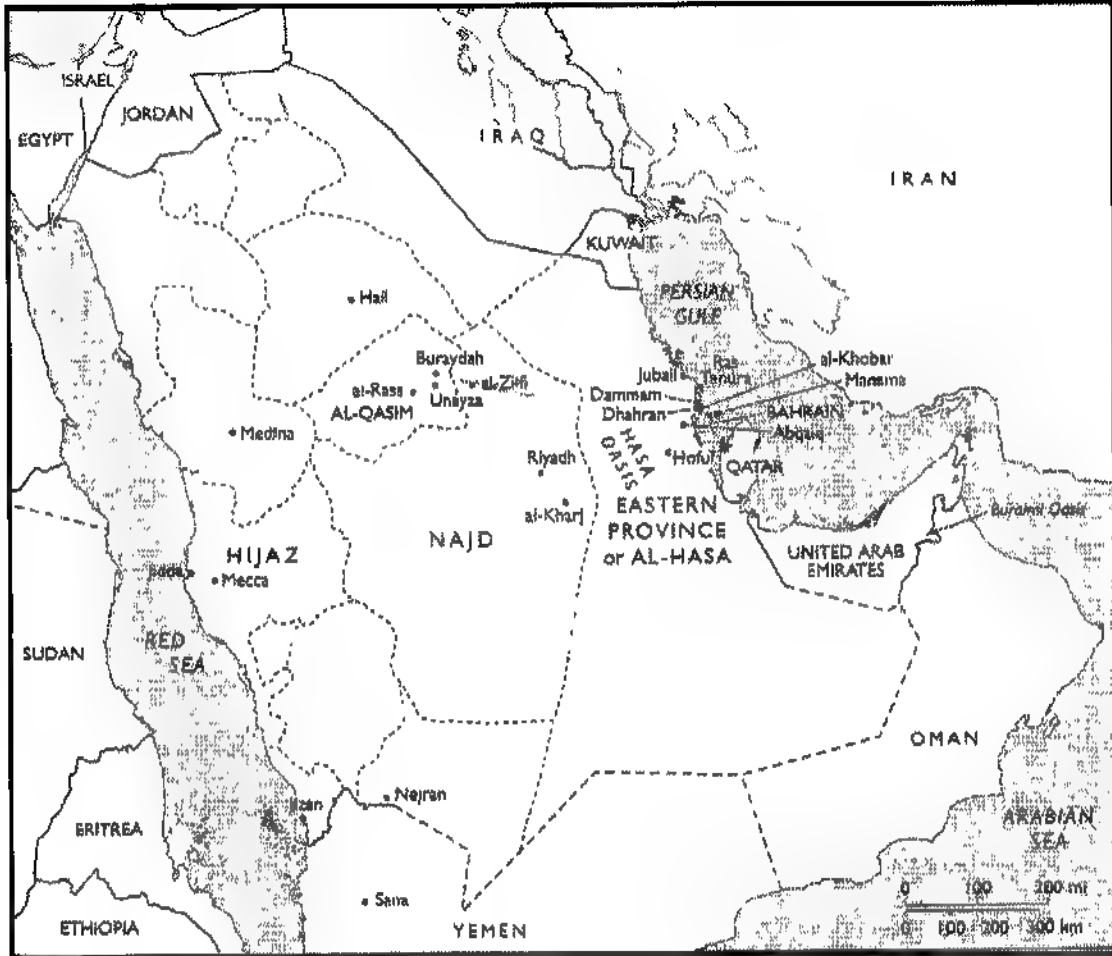 ISRAEL
JORDAN
EGYPT
IRAQ
IRAN
KUWAIT
PERSIAN
GULF
Hail
Buraydah
al-Rass
Unayza
al-Zilfi
AL-QASIM
Medina
Jubail
Ras
Tanura
al-Khobar
Manama
Dammam
Dhahran
BAHRAIN
Abqaiq
HASA
OASIS
Hofuf
QATAR
Riyadh
al-Kharj
EASTERN
PROVINCE
or AL-HASA
NAJD
HIJAZ
Mecca
UNITED ARAB
EMIRATES
Buraimi Oasis
SUDAN
RED
SEA
OMAN
Jizan
Najran
ERITREA
ETHIOPIA
Sana
YEMEN
ARABIAN
SEA
0 100 200 mi
0 100 200 300 km